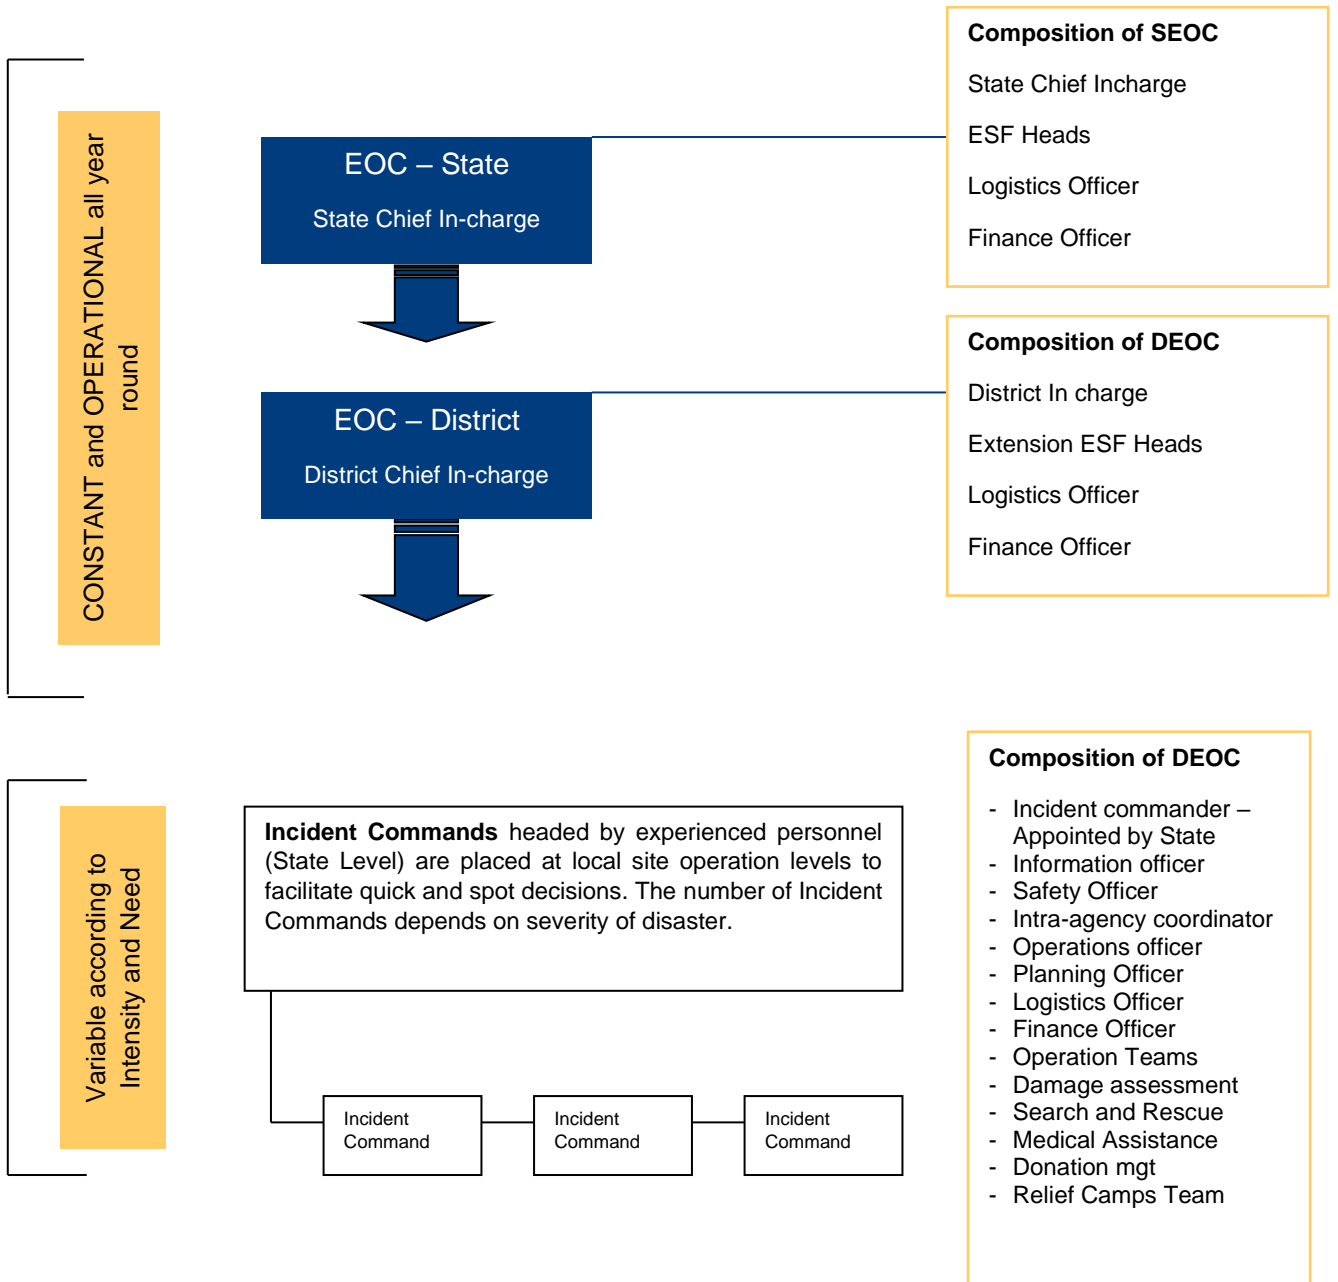 CONSTANT and OPERATIONAL all year
round
EOC – State
State Chief In-charge
Composition of SEOC
State Chief Incharge
ESF Heads
Logistics Officer
Finance Officer
EOC – District
District Chief In-charge
Composition of DEOC
District In charge
Extension ESF Heads
Logistics Officer
Finance Officer
Variable according to
Intensity and Need
Incident Commands headed by experienced personnel
(State Level) are placed at local site operation levels to
facilitate quick and spot decisions. The number of Incident
Commands depends on severity of disaster.
Incident
Command
Incident
Command
Incident
Command
Composition of DEOC
- Incident commander –
Appointed by State
- Information officer
- Safety Officer
- Intra-agency coordinator
- Operations officer
- Planning Officer
- Logistics Officer
- Finance Officer
- Operation Teams
- Damage assessment
- Search and Rescue
- Medical Assistance
- Donation mgt
- Relief Camps Team